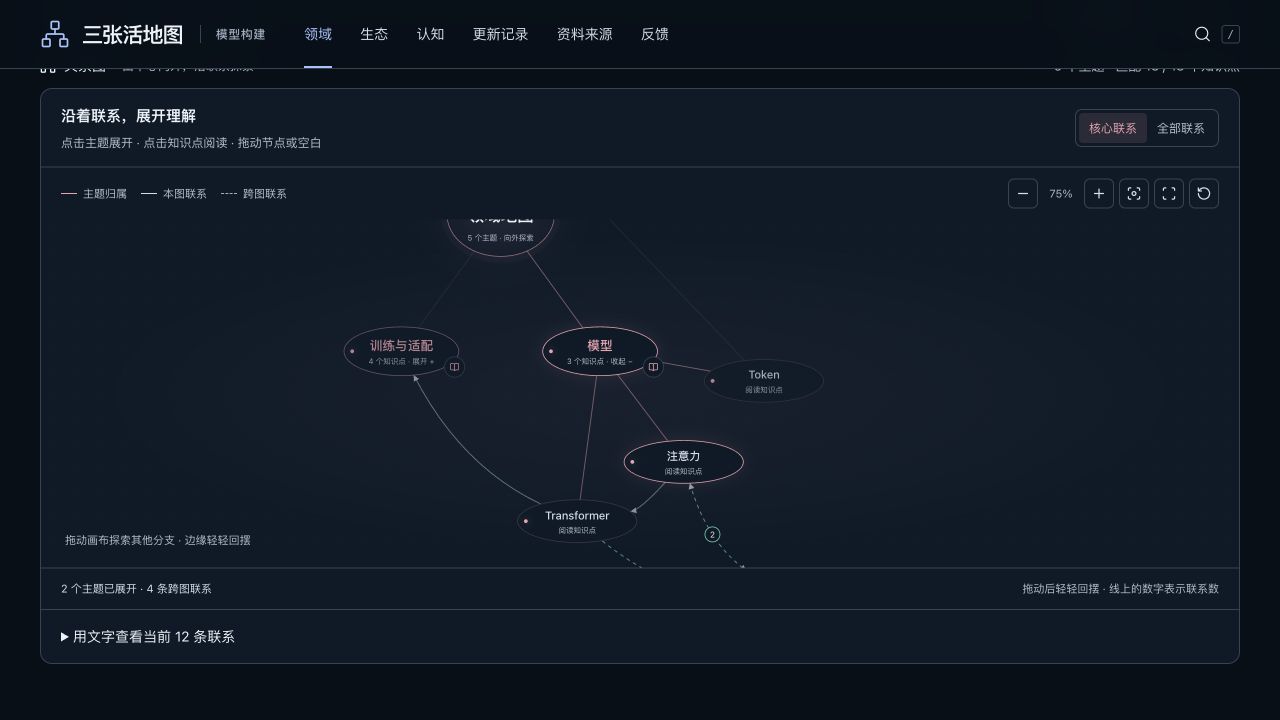 三张活地图
模型构建
领域
生态
认知
更新记录
资料来源
反馈
/
沿着联系，展开理解
点击主题展开 · 点击知识点阅读 · 拖动节点或空白
核心联系
全部联系
主题归属
本图联系
跨图联系
75%
领域地图
5 个主题 · 向外探索
训练与适配
4 个知识点 · 展开 +
模型
3 个知识点 · 收起 −
Token
阅读知识点
注意力
阅读知识点
Transformer
阅读知识点
2
拖动画布探索其他分支 · 边缘轻轻回摆
2 个主题已展开 · 4 条跨图联系
拖动后轻轻回摆 · 线上的数字表示联系数
用文字查看当前 12 条联系